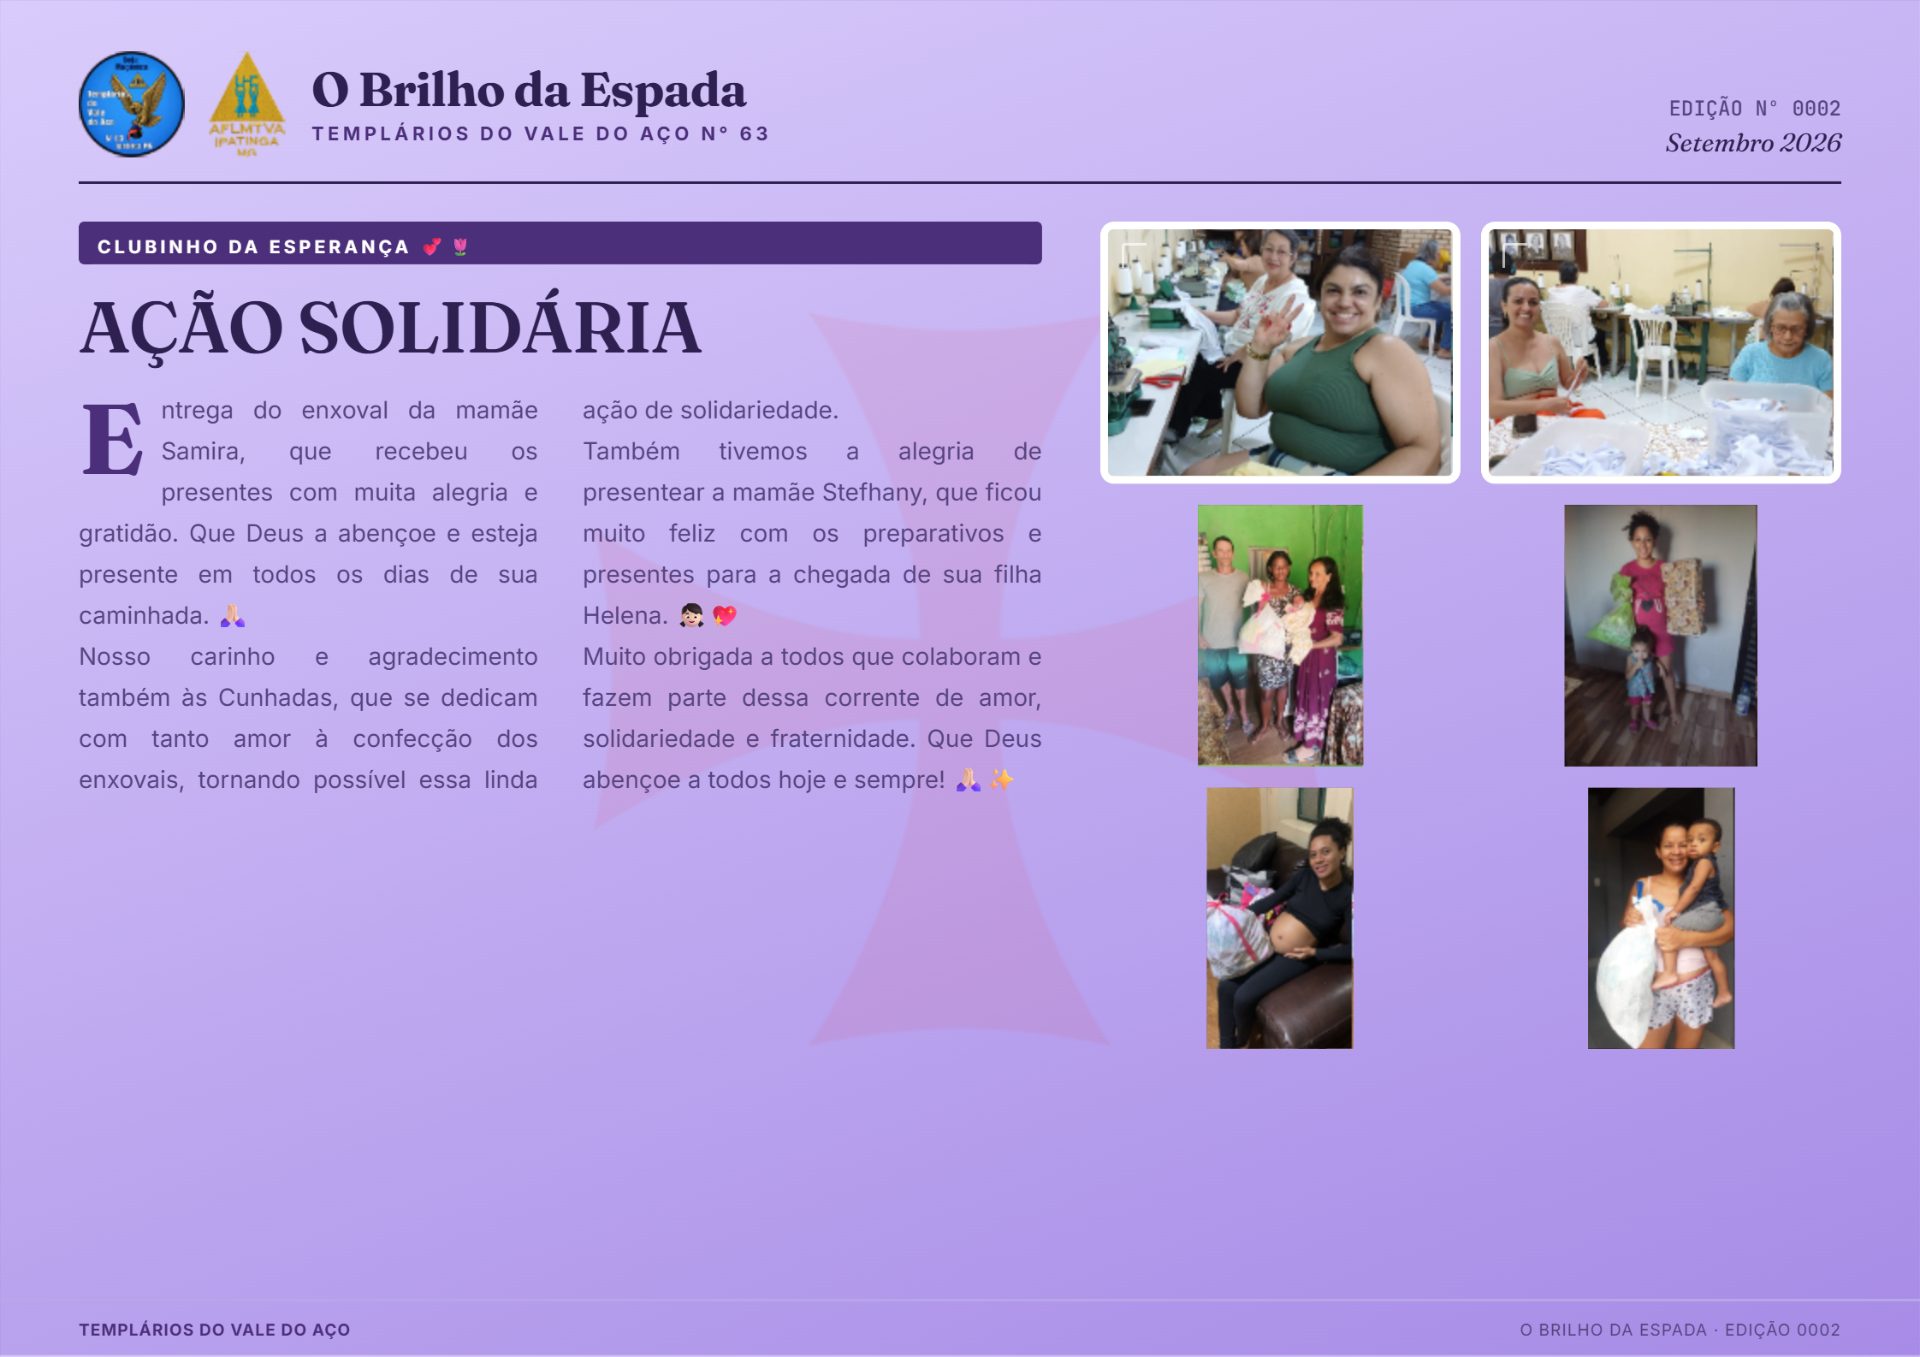 Templários
do
Vale
do Aço
AFLMTVA
IPATINGA
MG
O Brilho da Espada
TEMPLÁRIOS DO VALE DO AÇO N° 63
EDIÇÃO N° 0002
Setembro 2026
CLUBINHO DA ESPERANÇA 💕 🌷
AÇÃO SOLIDÁRIA
Entrega do enxoval da mamãe
Samira, que recebeu os
presentes com muita alegria e
gratidão. Que Deus a abençoe e esteja
presente em todos os dias de sua
caminhada. 🙏🏻
Nosso carinho e agradecimento
também às Cunhadas, que se dedicam
com tanto amor à confecção dos
enxovais, tornando possível essa linda
ação de solidariedade.
Também tivemos a alegria de
presentear a mamãe Stefhany, que ficou
muito feliz com os preparativos e
presentes para a chegada de sua filha
Helena. 👧🏻 💖
Muito obrigada a todos que colaboram e
fazem parte dessa corrente de amor,
solidariedade e fraternidade. Que Deus
abençoe a todos hoje e sempre! 🙏🏻 ✨
TEMPLÁRIOS DO VALE DO AÇO
O BRILHO DA ESPADA · EDIÇÃO 0002